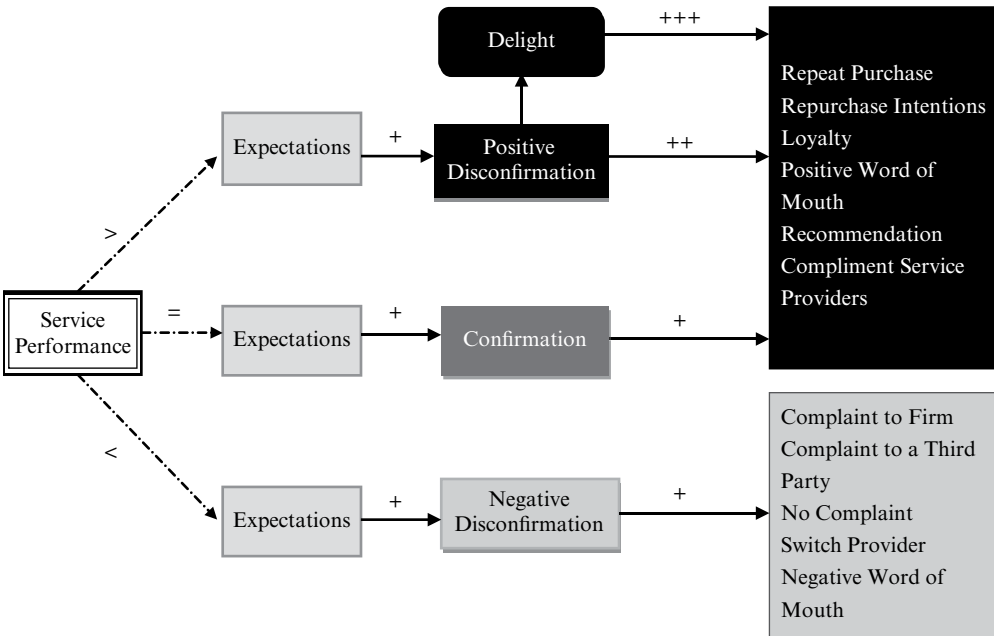 Delight
+++
Expectations
+
Positive
Disconfirmation
++
>
Service
Performance
=
Expectations
+
Confirmation
+
<
Expectations
+
Negative
Disconfirmation
+
Repeat Purchase
Repurchase Intentions
Loyalty
Positive Word of
Mouth
Recommendation
Compliment Service
Providers
Complaint to Firm
Complaint to a Third
Party
No Complaint
Switch Provider
Negative Word of
Mouth